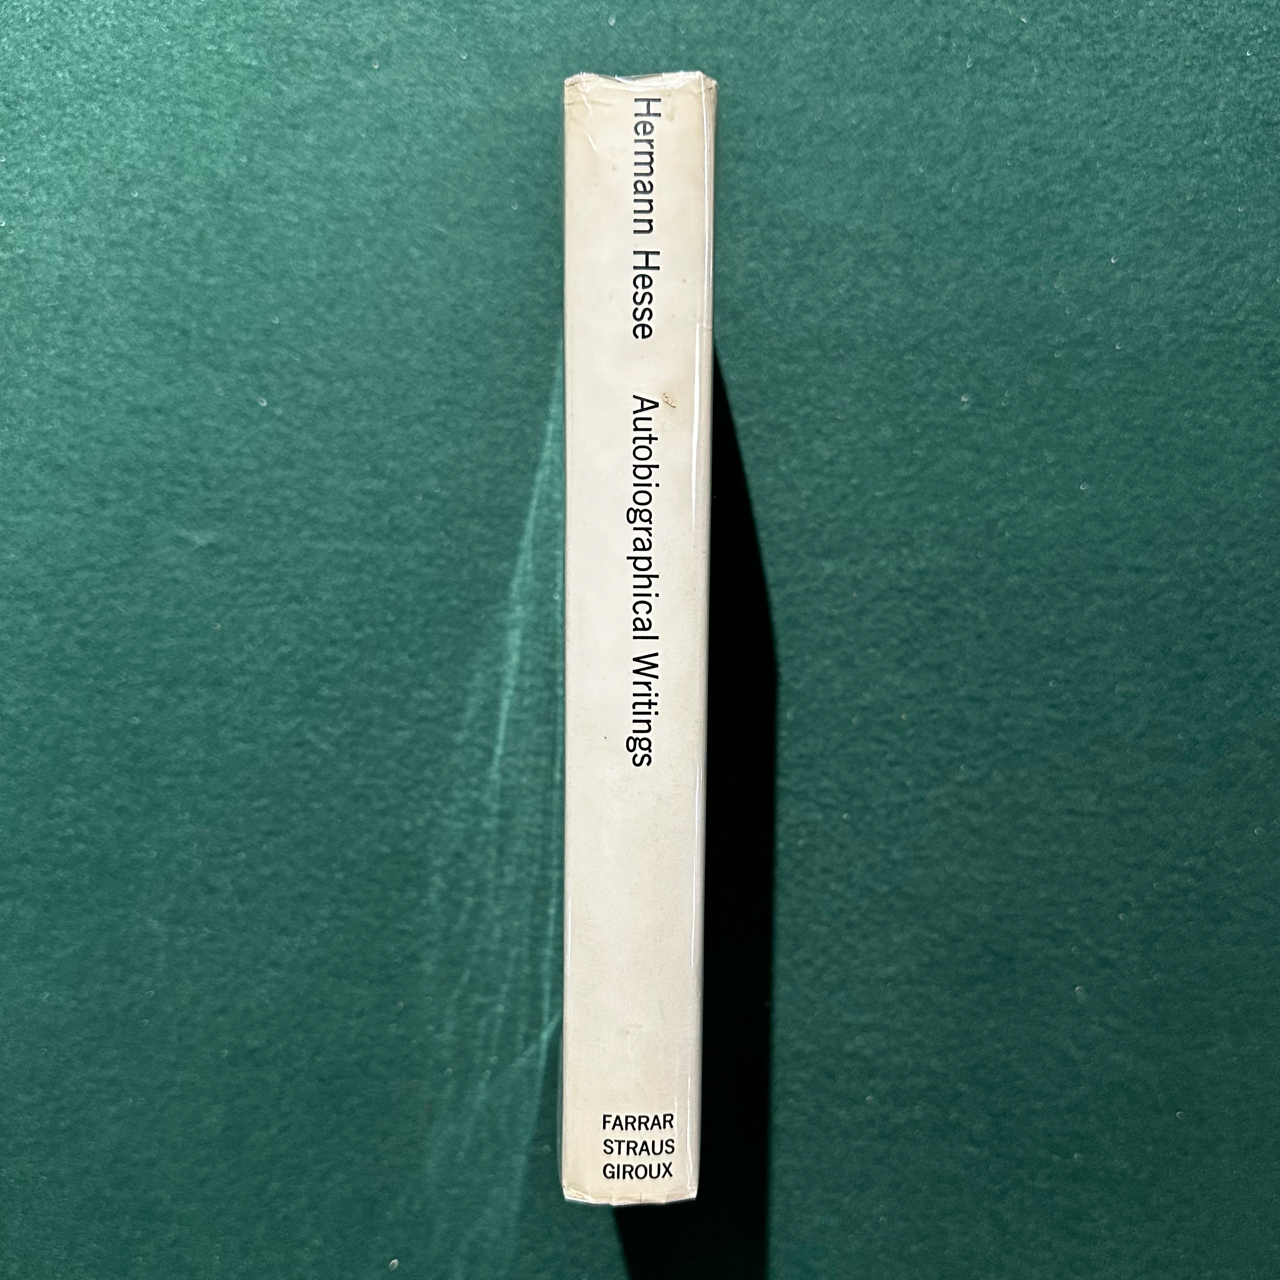 Hermann Hesse Autobiographical Writings
FARRAR
STRAUS
GIROUX